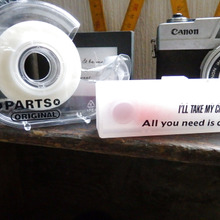 Canon
PARTS
ORIGINAL
I'LL TAKE MY C
All you need is